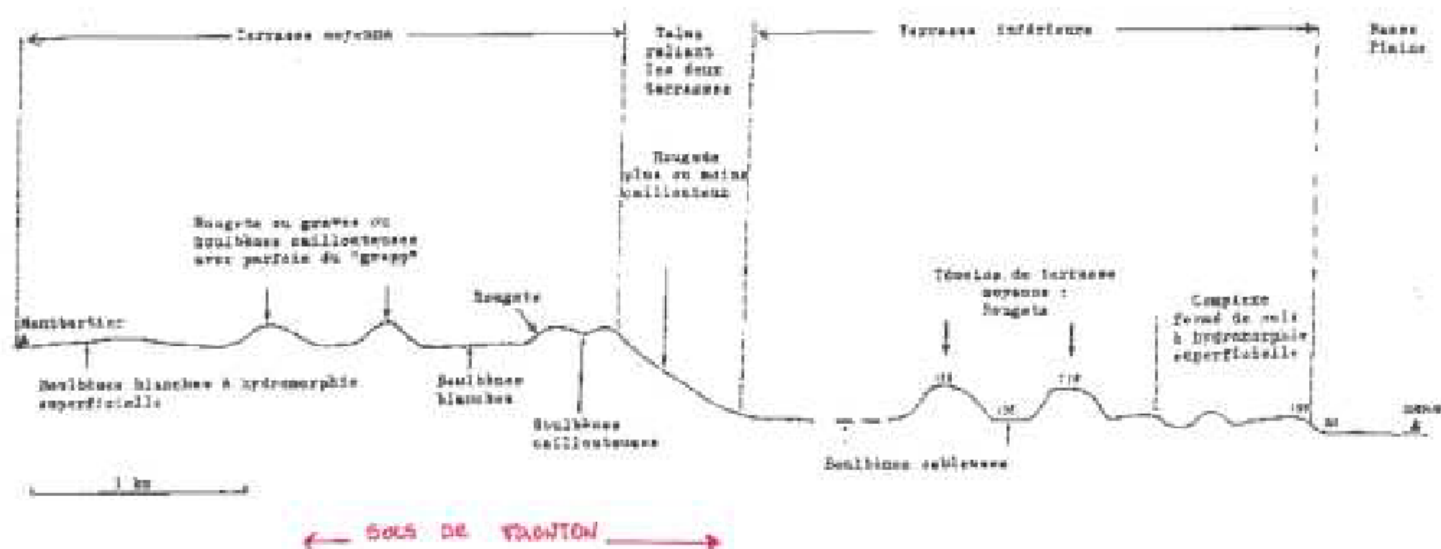 Terrasse moyenne
Talus
reliant
les deux
terrasses
Terrasse inférieure
Basse
Plaine
Rougets
plus ou moins
caillouteux
Rougets ou graves ou
boulbènes caillouteuses
avec parfois du "grepp"
Rougets
Témoins de terrasse
moyenne :
Rougets
Complexe
formé de sols
à hydromorphie
superficielle
Boulbènes blanches à hydromorphie
superficielle
Boulbènes
blanches
Boulbènes
caillouteuses
Boulbènes sableuses
1 km
SOLS DE FRONTON